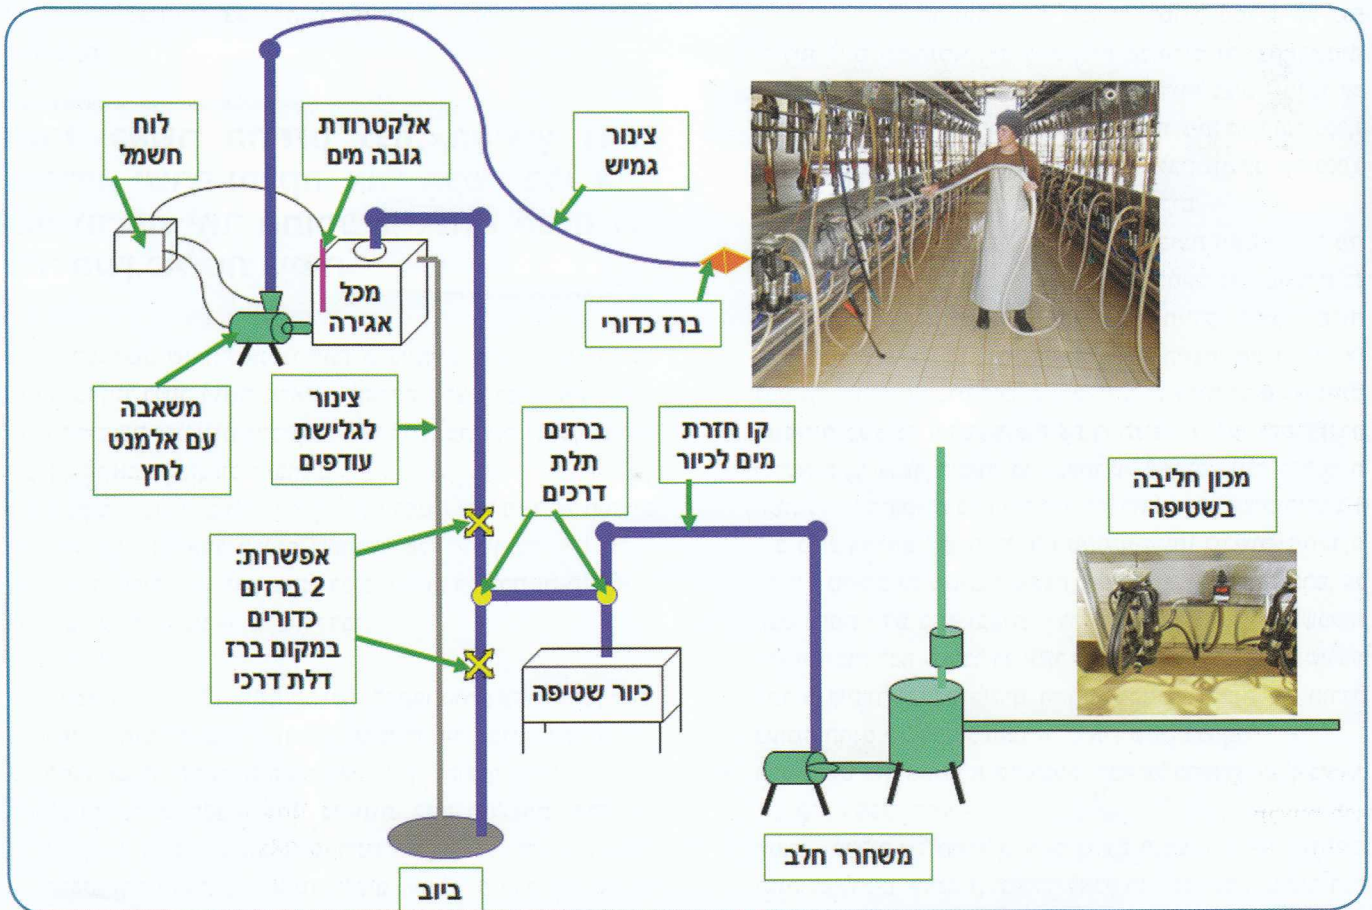 לוח
חשמל
אלקטרודת
גובה מים
צינור
גמיש
מכל
אגירה
ברז כדורי
משאבה
עם אלמנט
לחץ
צינור
לגלישת
עודפים
ברזים
תלת
דרכים
קו חזרת
מים לכיור
מכון חליבה
בשטיפה
אפשרות:
2 ברזים
כדורים
במקום ברז
דלת דרכי
כיור שטיפה
משחרר חלב
ביוב